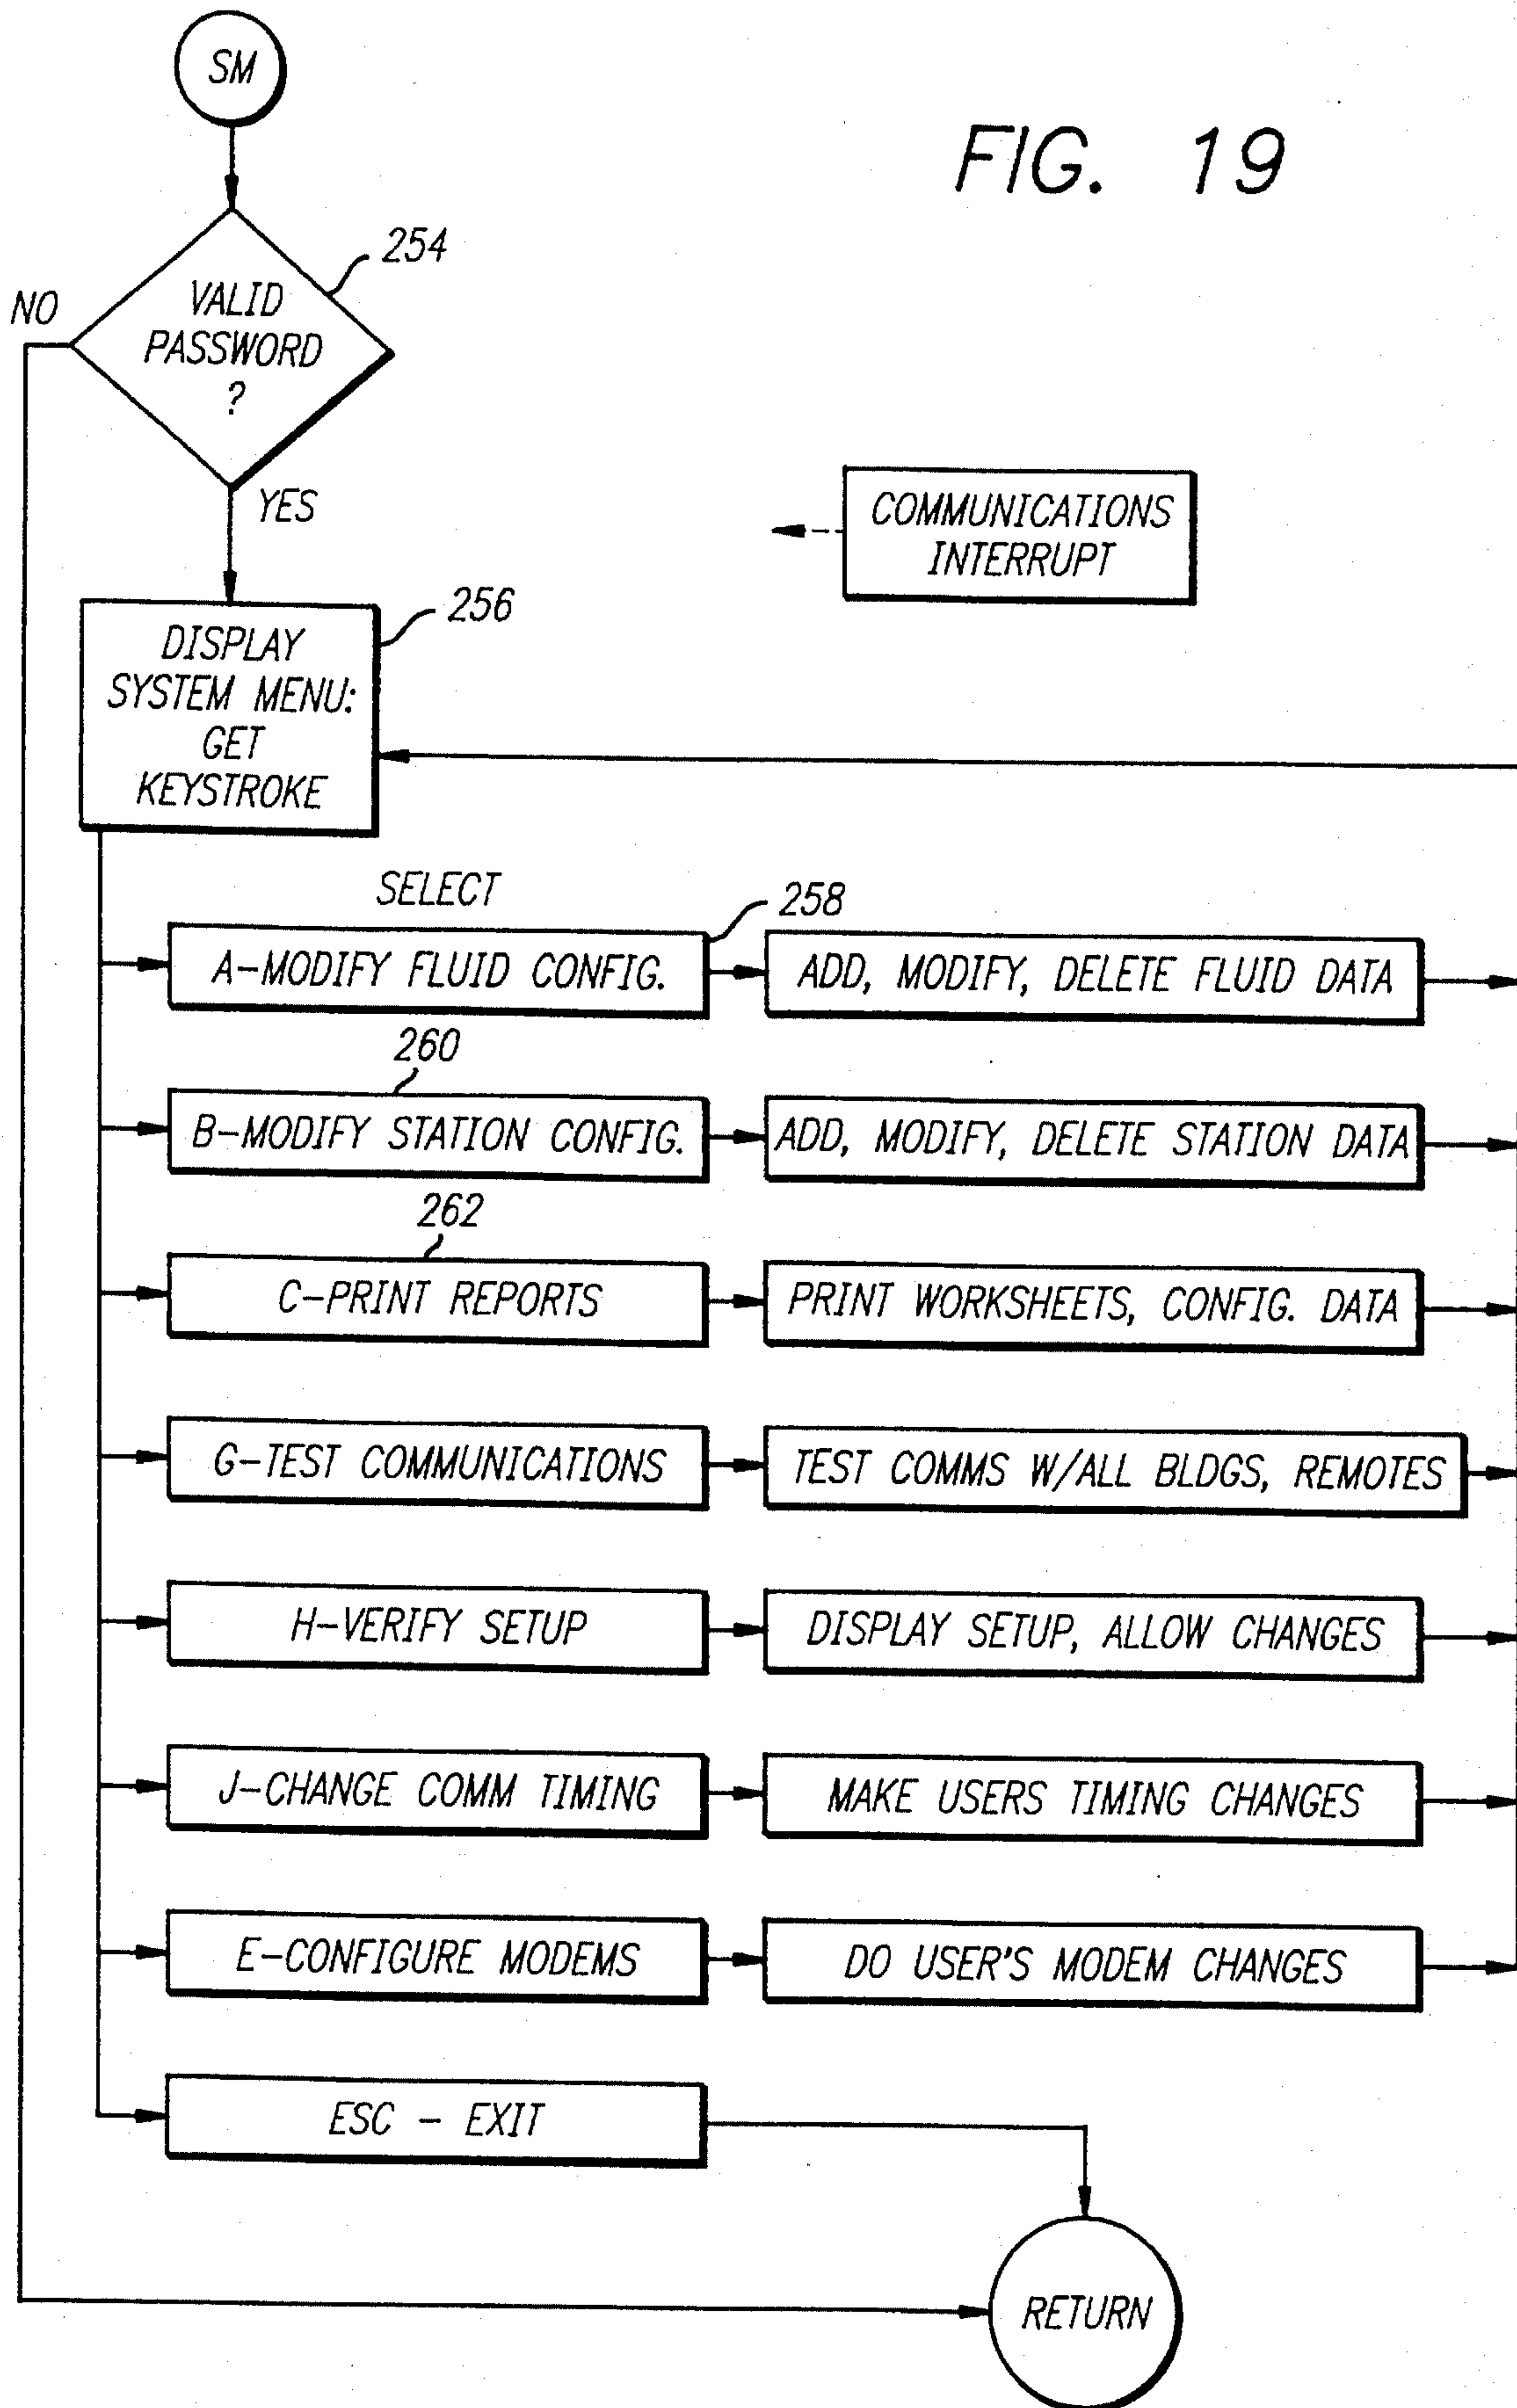 SM
FIG. 19
254
NO
VALID
PASSWORD
?
YES
COMMUNICATIONS
INTERRUPT
256
DISPLAY
SYSTEM MENU:
GET
KEYSTROKE
SELECT
258
A-MODIFY FLUID CONFIG.
ADD, MODIFY, DELETE FLUID DATA
260
B-MODIFY STATION CONFIG.
ADD, MODIFY, DELETE STATION DATA
262
C-PRINT REPORTS
PRINT WORKSHEETS, CONFIG. DATA
G-TEST COMMUNICATIONS
TEST COMMS W/ALL BLDGS, REMOTES
H-VERIFY SETUP
DISPLAY SETUP, ALLOW CHANGES
J-CHANGE COMM TIMING
MAKE USERS TIMING CHANGES
E-CONFIGURE MODEMS
DO USER'S MODEM CHANGES
ESC - EXIT
RETURN